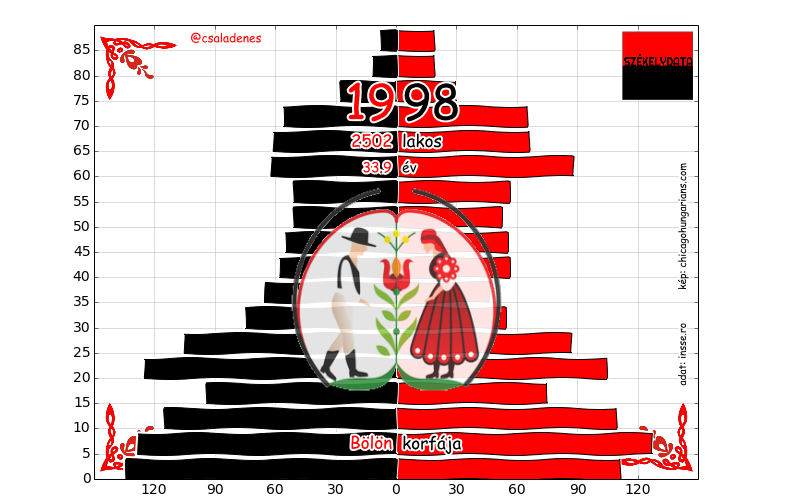 @csaladenes
SZÉKELYDATA
1998
2502 lakos
33.9 év
kép: chicagohungarians.com
adat: insse.ro
Bölön korfája
85
80
75
70
65
60
55
50
45
40
35
30
25
20
15
10
5
0
120 90 60 30 0 30 60 90 120